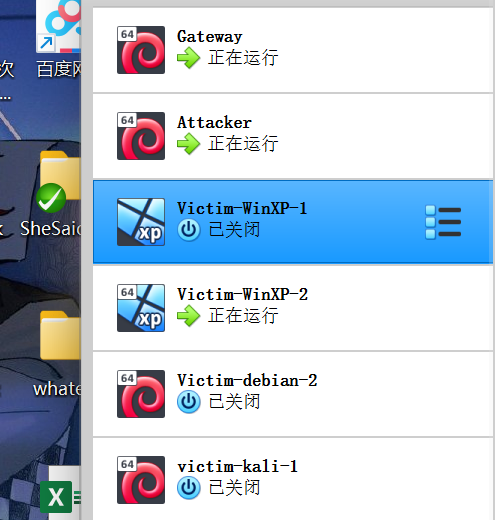 64
Gateway
正在运行
次
百度网
...
64
Attacker
正在运行
Victim-WinXP-1
已关闭
xp
SheSaid
64
Victim-WinXP-2
正在运行
xp
whate
64
Victim-debian-2
已关闭
64
victim-kali-1
已关闭
X